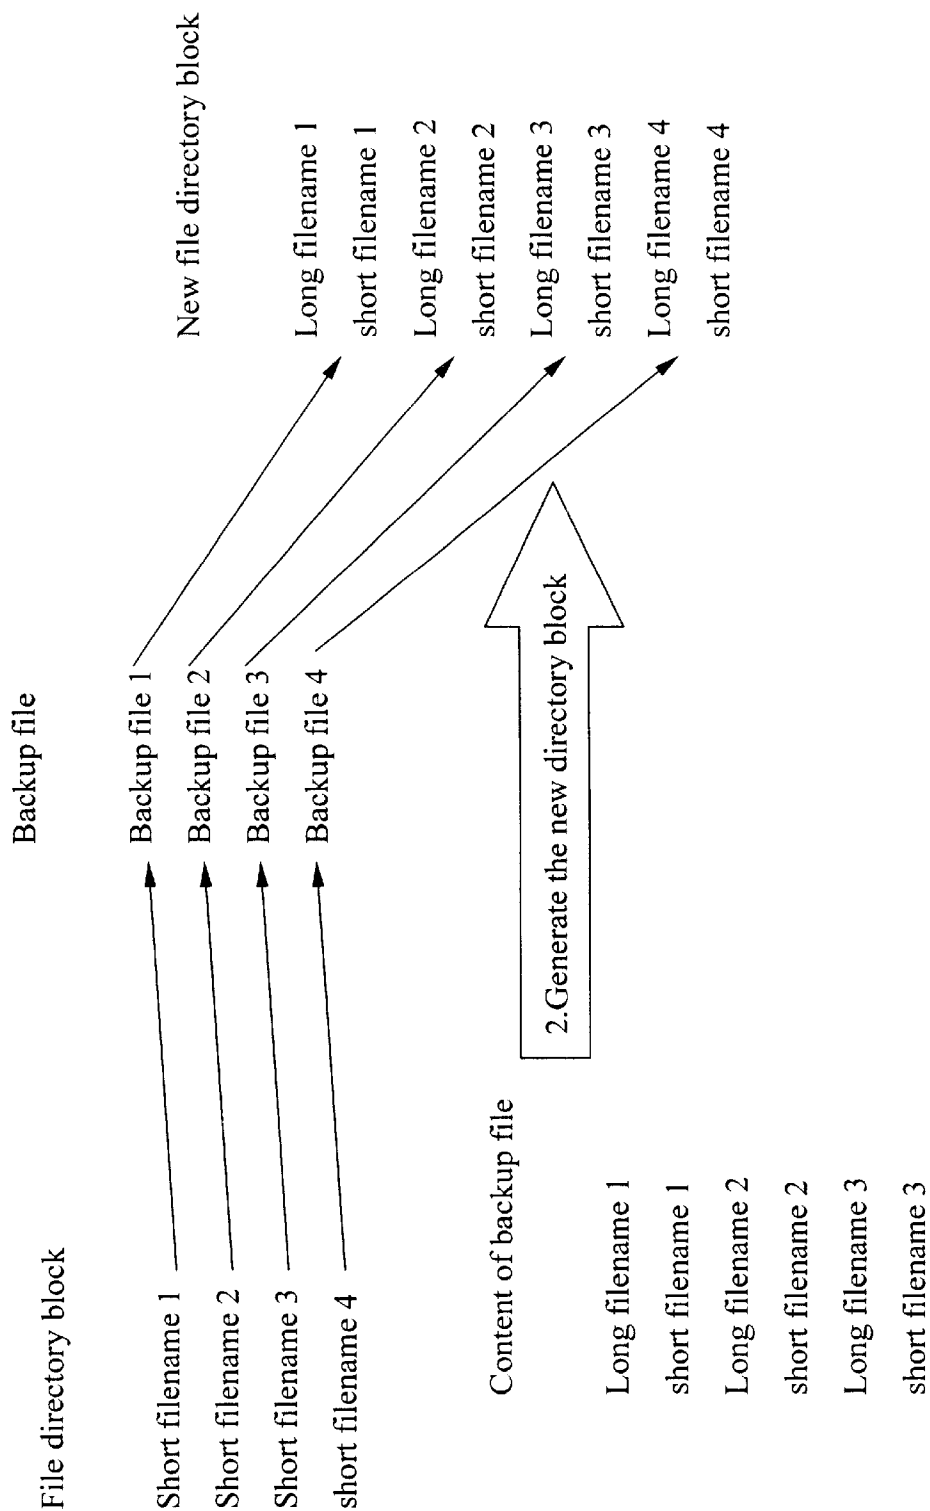 File directory block
Short filename 1
Short filename 2
Short filename 3
short filename 4
Backup file
Backup file 1
Backup file 2
Backup file 3
Backup file 4
New file directory block
Long filename 1
short filename 1
Long filename 2
short filename 2
Long filename 3
short filename 3
Long filename 4
short filename 4
Content of backup file
Long filename 1
short filename 1
Long filename 2
short filename 2
Long filename 3
short filename 3
2.Generate the new directory block